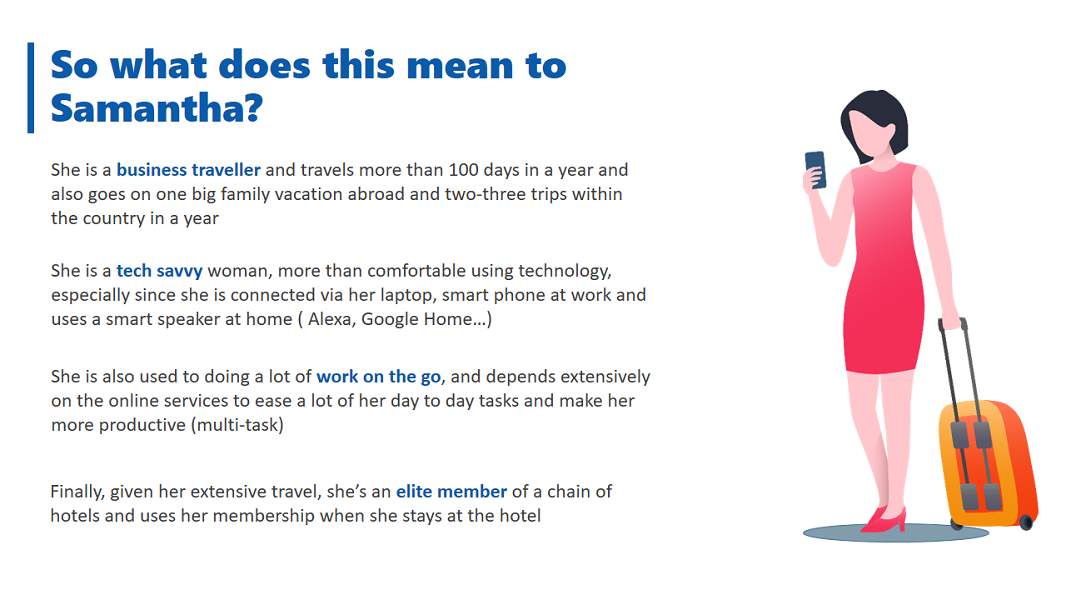 So what does this mean to
Samantha?
She is a business traveller and travels more than 100 days in a year and
also goes on one big family vacation abroad and two-three trips within
the country in a year
She is a tech savvy woman, more than comfortable using technology,
especially since she is connected via her laptop, smart phone at work and
uses a smart speaker at home ( Alexa, Google Home…)
She is also used to doing a lot of work on the go, and depends extensively
on the online services to ease a lot of her day to day tasks and make her
more productive (multi-task)
Finally, given her extensive travel, she’s an elite member of a chain of
hotels and uses her membership when she stays at the hotel